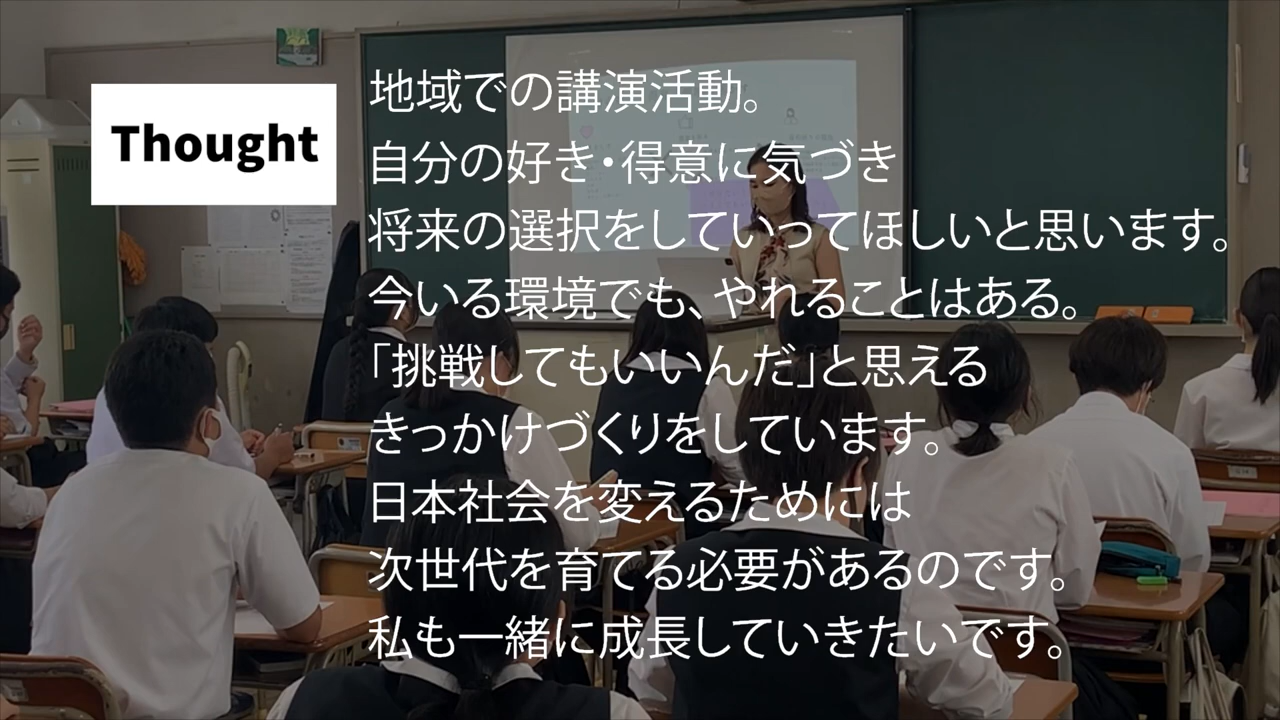 Thought
地域での講演活動。
自分の好き・得意に気づき
将来の選択をしていってほしいと思います。
今いる環境でも、やれることはある。
「挑戦してもいいんだ」と思える
きっかけづくりをしています。
日本社会を変えるためには
次世代を育てる必要があるのです。
私も一緒に成長していきたいです。